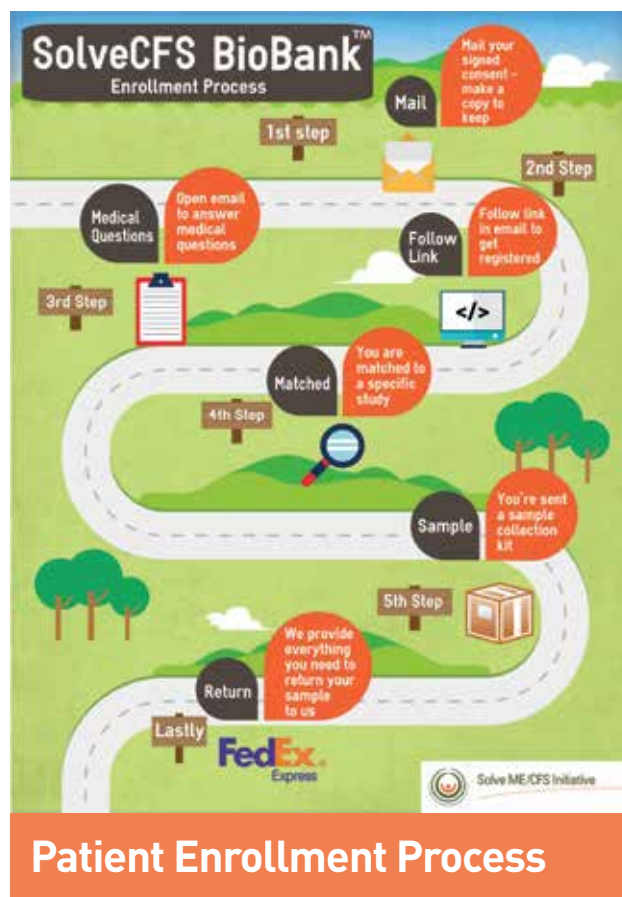 SolveCFS BioBank™
Enrollment Process
Mail
Mail your
signed
consent –
make a
copy to
keep
1st step
2nd Step
Follow
Link
Follow link
in email to
get
registered
</>
Medical
Questions
Open email
to answer
medical
questions
3rd Step
Matched
You are
matched to
a specific
study
4th Step
Sample
You're sent
a sample
collection
kit
5th Step
Return
We provide
everything
you need to
return your
sample
to us
Lastly
FedEx®
Express
Solve ME/CFS Initiative
Patient Enrollment Process